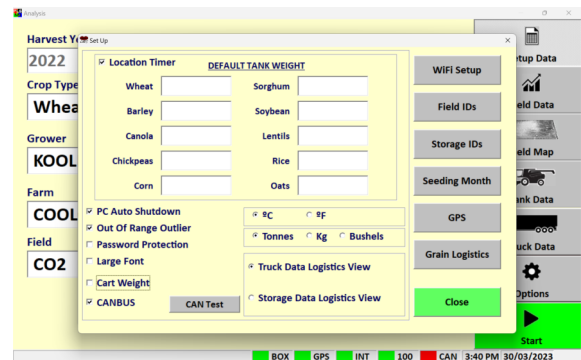 Analysis
Harvest Ye
2022
Crop Type
Whea
Grower
KOOL
Farm
COOL
Field
CO2
Set Up
Location Timer
DEFAULT TANK WEIGHT
Wheat
Sorghum
Barley
Soybean
Canola
Lentils
Chickpeas
Rice
Corn
Oats
PC Auto Shutdown
Out Of Range Outlier
Password Protection
Large Font
Cart Weight
CANBUS
CAN Test
ºC ºF
Tonnes Kg Bushels
Truck Data Logistics View
Storage Data Logistics View
WiFi Setup
Field IDs
Storage IDs
Seeding Month
GPS
Grain Logistics
Close
tup Data
eld Data
eld Map
nk Data
uck Data
Options
Start
BOX GPS INT 100 CAN 3:40 PM 30/03/2023